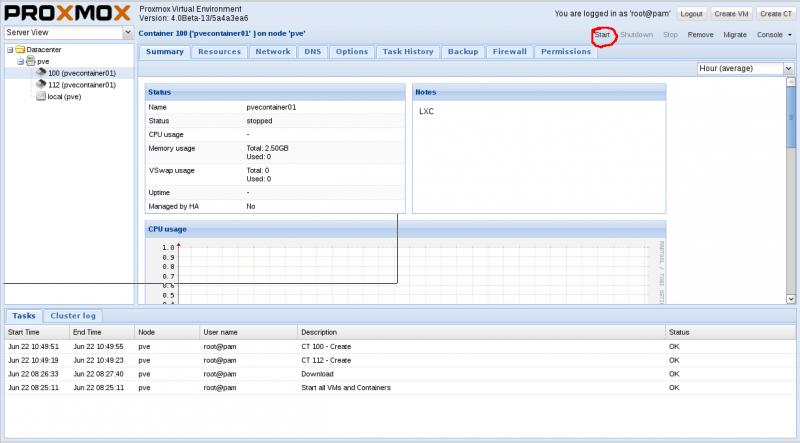 PROXMOX
Proxmox Virtual Environment
Version: 4.0Beta-13/5a4a3ea6
You are logged in as 'root@pam'
Logout
Create VM
Create CT
Server View
Container 100 ('pvecontainer01' ) on node 'pve'
Start
Shutdown
Stop
Remove
Migrate
Console
Datacenter
pve
100 (pvecontainer01)
112 (pvecontainer01)
local (pve)
Summary
Resources
Network
DNS
Options
Task History
Backup
Firewall
Permissions
Hour (average)
Status
Name pvecontainer01
Status stopped
CPU usage -
Memory usage Total: 2.50GB
Used: 0
VSwap usage Total: 0
Used: 0
Uptime -
Managed by HA No
Notes
LXC
CPU usage
1.0
0.9
0.8
0.7
0.6
0.5
0.4
Tasks
Cluster log
Start Time End Time Node User name Description Status
Jun 22 10:49:51 Jun 22 10:49:55 pve root@pam CT 100 - Create OK
Jun 22 10:49:19 Jun 22 10:49:23 pve root@pam CT 112 - Create OK
Jun 22 08:26:33 Jun 22 08:27:40 pve root@pam Download OK
Jun 22 08:25:11 Jun 22 08:25:11 pve root@pam Start all VMs and Containers OK